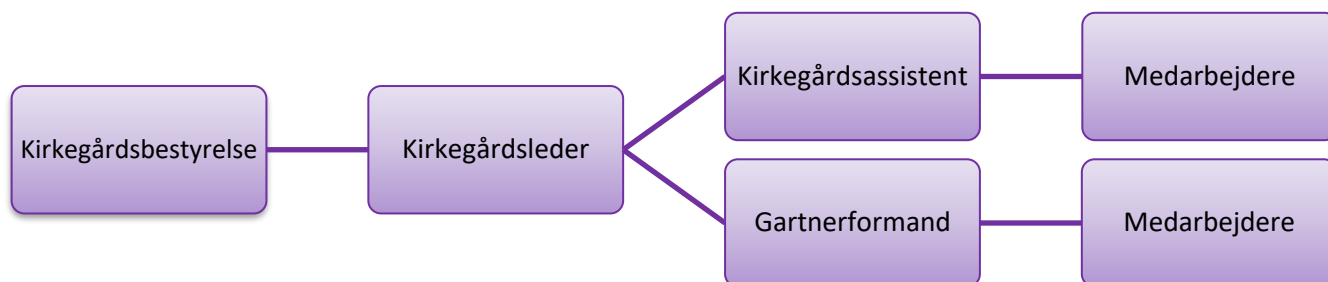 Kirkegårdsbestyrelse
Kirkegårdsleder
Kirkegårdsassistent
Medarbejdere
Gartnerformand
Medarbejdere